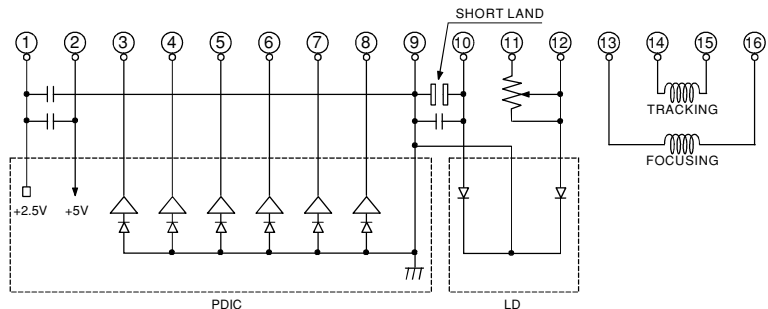 SHORT LAND
1 2 3 4 5 6 7 8 9 10 11 12 13 14 15 16
TRACKING
FOCUSING
+2.5V +5V
PDIC LD